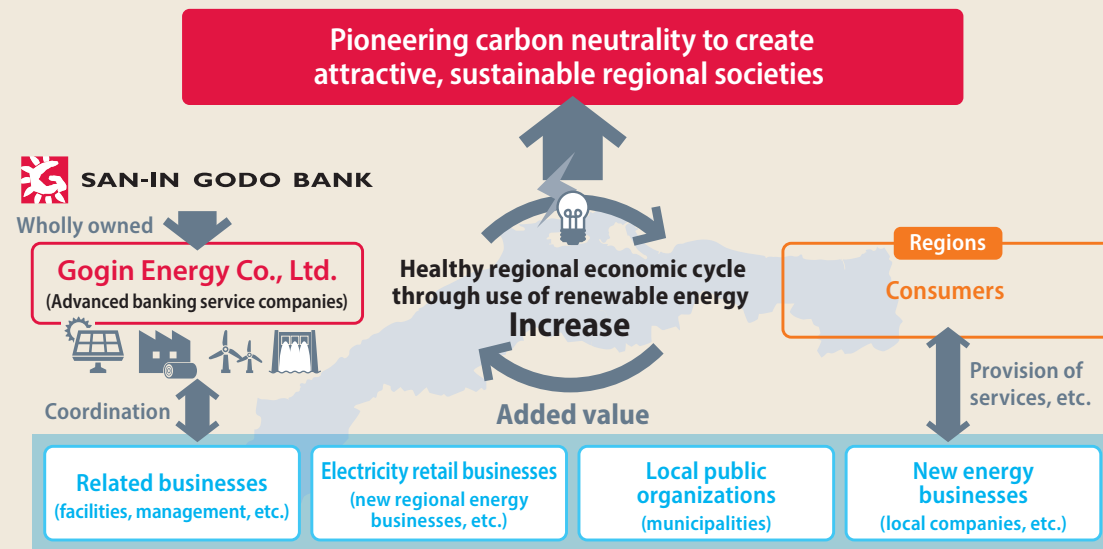 Pioneering carbon neutrality to create
attractive, sustainable regional societies
SAN-IN GODO BANK
Wholly owned
Gogin Energy Co., Ltd.
(Advanced banking service companies)
Coordination
Healthy regional economic cycle
through use of renewable energy
Increase
Added value
Regions
Consumers
Provision of
services, etc.
Related businesses
(facilities, management, etc.)
Electricity retail businesses
(new regional energy
businesses, etc.)
Local public
organizations
(municipalities)
New energy
businesses
(local companies, etc.)